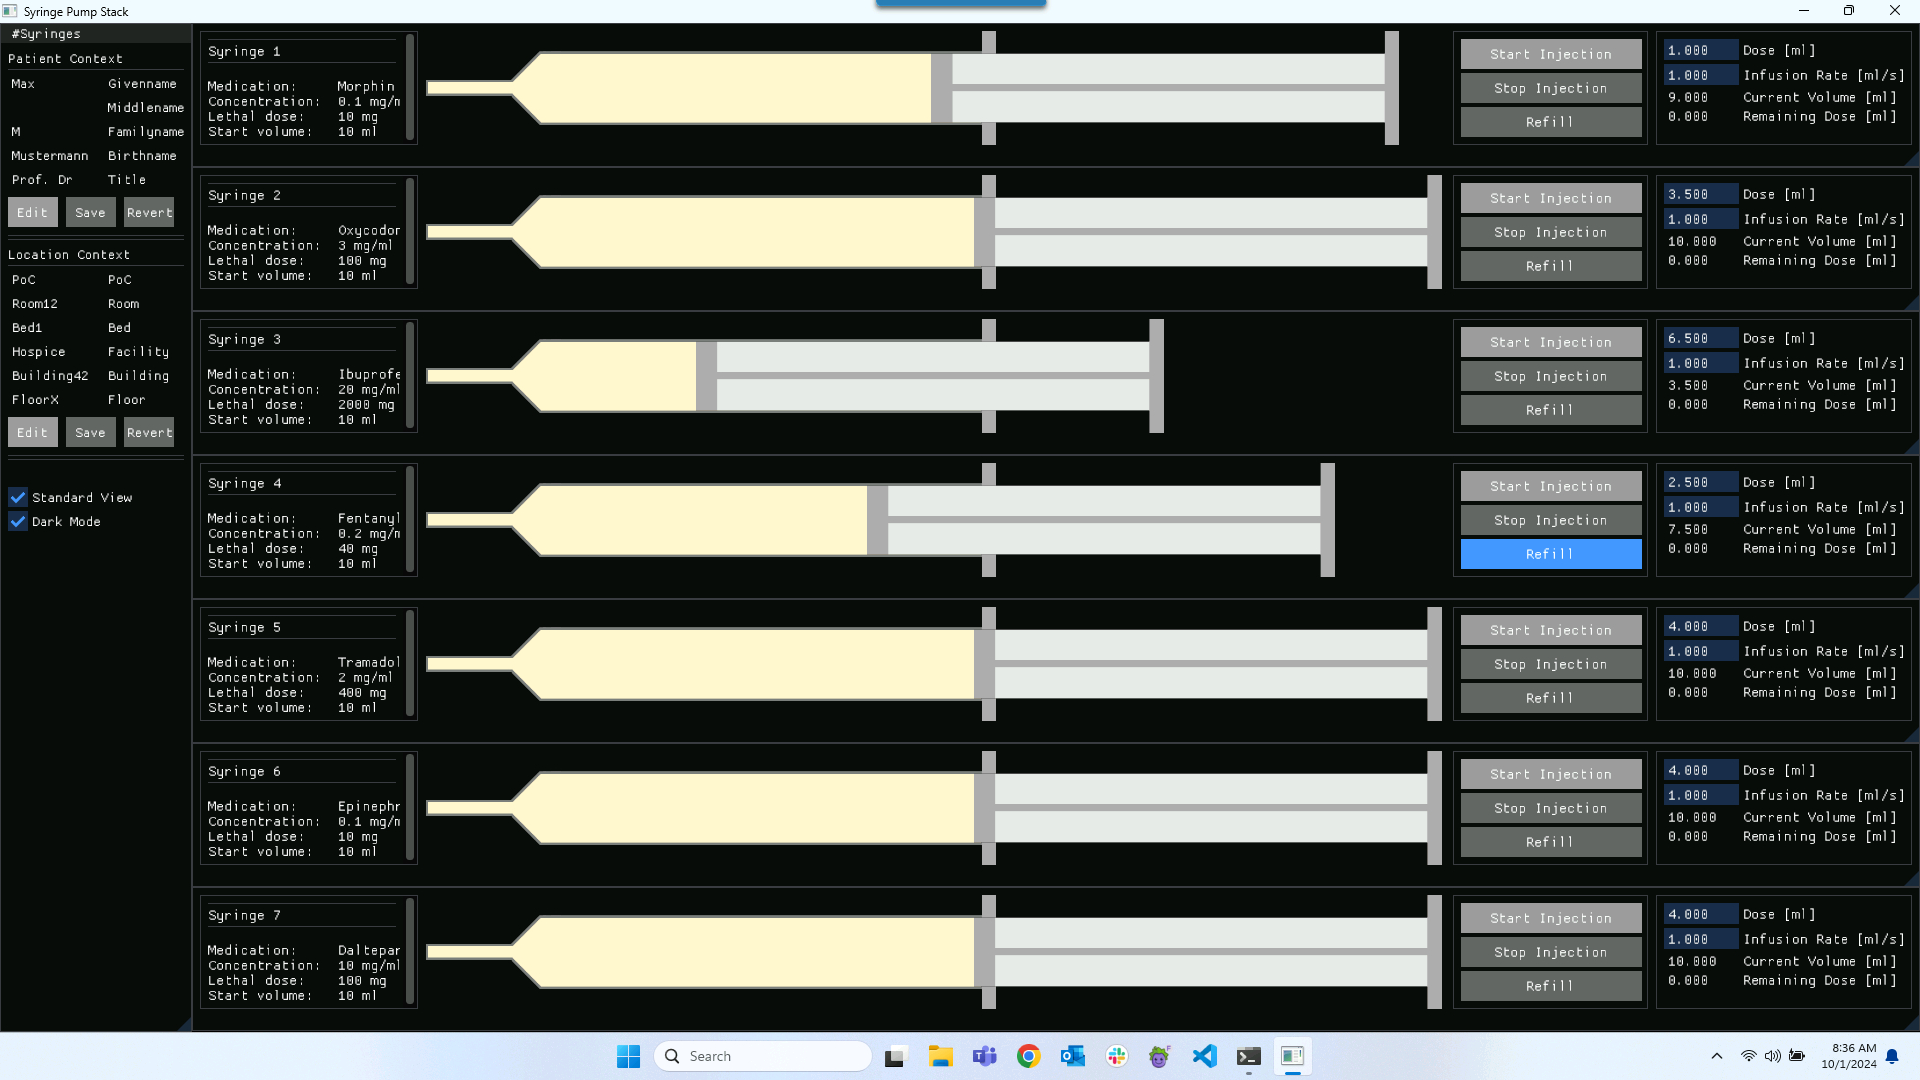 Syringe Pump Stack
#Syringes
Patient Context
Max Givenname
Middlename
M Familyname
Mustermann Birthname
Prof. Dr Title
Edit Save Revert
Location Context
PoC PoC
Room12 Room
Bed1 Bed
Hospice Facility
Building42 Building
FloorX Floor
Edit Save Revert
Standard View
Dark Mode
Syringe 1
Medication: Morphin
Concentration: 0.1 mg/m
Lethal dose: 10 mg
Start volume: 10 ml
Start Injection
Stop Injection
Refill
1.000 Dose [ml]
1.000 Infusion Rate [ml/s]
9.000 Current Volume [ml]
0.000 Remaining Dose [ml]
Syringe 2
Medication: Oxycodon
Concentration: 3 mg/ml
Lethal dose: 100 mg
Start volume: 10 ml
Start Injection
Stop Injection
Refill
3.500 Dose [ml]
1.000 Infusion Rate [ml/s]
10.000 Current Volume [ml]
0.000 Remaining Dose [ml]
Syringe 3
Medication: Ibuprofe
Concentration: 20 mg/ml
Lethal dose: 2000 mg
Start volume: 10 ml
Start Injection
Stop Injection
Refill
6.500 Dose [ml]
1.000 Infusion Rate [ml/s]
3.500 Current Volume [ml]
0.000 Remaining Dose [ml]
Syringe 4
Medication: Fentanyl
Concentration: 0.2 mg/m
Lethal dose: 40 mg
Start volume: 10 ml
Start Injection
Stop Injection
Refill
2.500 Dose [ml]
1.000 Infusion Rate [ml/s]
7.500 Current Volume [ml]
0.000 Remaining Dose [ml]
Syringe 5
Medication: Tramadol
Concentration: 2 mg/ml
Lethal dose: 400 mg
Start volume: 10 ml
Start Injection
Stop Injection
Refill
4.000 Dose [ml]
1.000 Infusion Rate [ml/s]
10.000 Current Volume [ml]
0.000 Remaining Dose [ml]
Syringe 6
Medication: Epinephr
Concentration: 0.1 mg/m
Lethal dose: 10 mg
Start volume: 10 ml
Start Injection
Stop Injection
Refill
4.000 Dose [ml]
1.000 Infusion Rate [ml/s]
10.000 Current Volume [ml]
0.000 Remaining Dose [ml]
Syringe 7
Medication: Daltepar
Concentration: 10 mg/ml
Lethal dose: 100 mg
Start volume: 10 ml
Start Injection
Stop Injection
Refill
4.000 Dose [ml]
1.000 Infusion Rate [ml/s]
10.000 Current Volume [ml]
0.000 Remaining Dose [ml]
Search
8:36 AM
10/1/2024